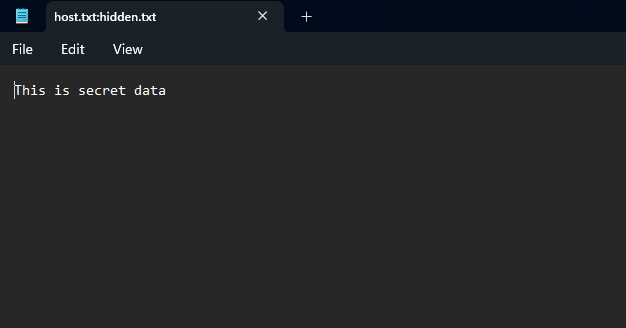 host.txt:hidden.txt
File Edit View
This is secret data